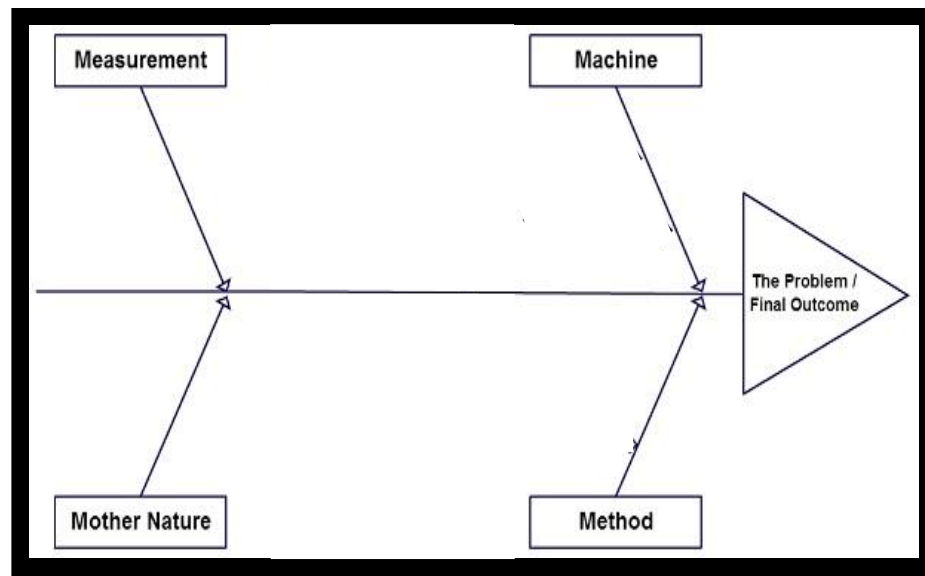 Measurement
Machine
The Problem /
Final Outcome
Mother Nature
Method